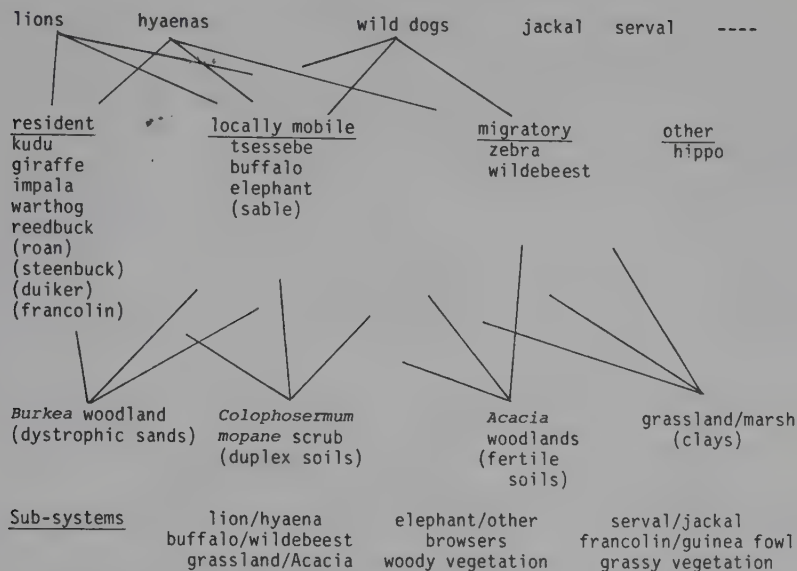 lions hyaenas wild dogs jackal serval ----
resident locally mobile migratory other
kudu tsessebe zebra hippo
giraffe buffalo wildebeest
impala elephant
warthog (sable)
reedbuck
(roan)
(steenbuck)
(duiker)
(francolin)
Burkea woodland Colophosermum Acacia grassland/marsh
(dystrophic sands) mopane scrub woodlands (clays)
(duplex soils) (fertile
soils)
Sub-systems lion/hyaena elephant/other serval/jackal
buffalo/wildebeest browsers francolin/guinea fowl
grassland/Acacia woody vegetation grassy vegetation